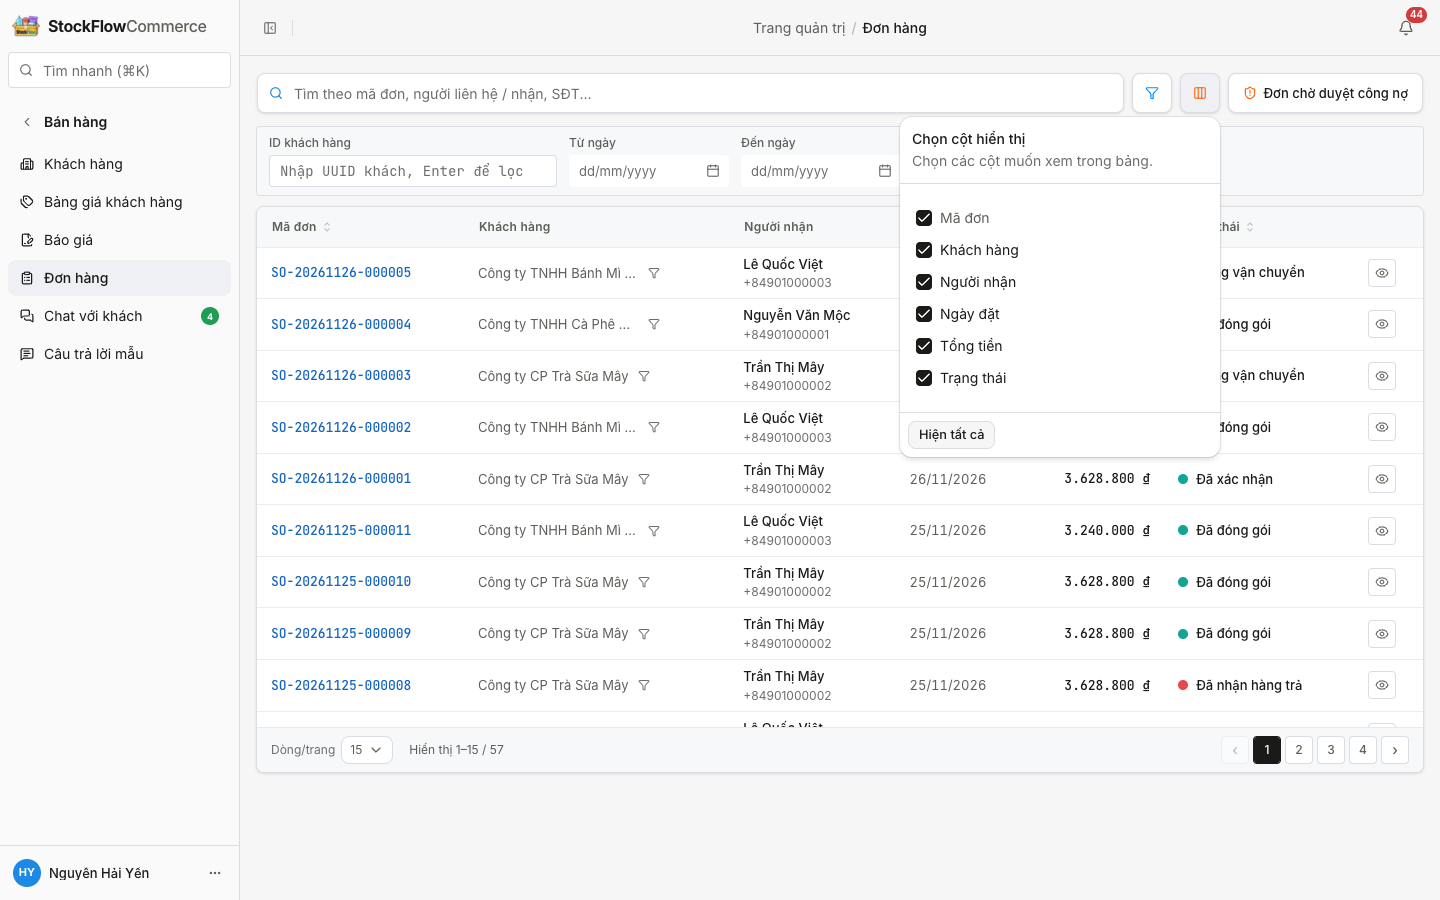 StockFlowCommerce
Tìm nhanh (⌘K)
Bán hàng
Khách hàng
Bảng giá khách hàng
Báo giá
Đơn hàng
Chat với khách
4
Câu trả lời mẫu
HY
Nguyễn Hải Yến
Trang quản trị / Đơn hàng
44
Tìm theo mã đơn, người liên hệ / nhận, SĐT...
Đơn chờ duyệt công nợ
ID khách hàng
Từ ngày
Đến ngày
Nhập UUID khách, Enter để lọc
dd/mm/yyyy
dd/mm/yyyy
Chọn cột hiển thị
Chọn các cột muốn xem trong bảng.
Mã đơn
Khách hàng
Người nhận
Ngày đặt
Tổng tiền
Trạng thái
Hiện tất cả
Mã đơn
Khách hàng
Người nhận
thái
SO-20261126-000005
Công ty TNHH Bánh Mì ...
Lê Quốc Việt
+84901000003
g vận chuyển
SO-20261126-000004
Công ty TNHH Cà Phê ...
Nguyễn Văn Mộc
+84901000001
đóng gói
SO-20261126-000003
Công ty CP Trà Sữa Mây
Trần Thị Mây
+84901000002
g vận chuyển
SO-20261126-000002
Công ty TNHH Bánh Mì ...
Lê Quốc Việt
+84901000003
đóng gói
SO-20261126-000001
Công ty CP Trà Sữa Mây
Trần Thị Mây
+84901000002
26/11/2026
3.628.800 ₫
Đã xác nhận
SO-20261125-000011
Công ty TNHH Bánh Mì ...
Lê Quốc Việt
+84901000003
25/11/2026
3.240.000 ₫
Đã đóng gói
SO-20261125-000010
Công ty CP Trà Sữa Mây
Trần Thị Mây
+84901000002
25/11/2026
3.628.800 ₫
Đã đóng gói
SO-20261125-000009
Công ty CP Trà Sữa Mây
Trần Thị Mây
+84901000002
25/11/2026
3.628.800 ₫
Đã đóng gói
SO-20261125-000008
Công ty CP Trà Sữa Mây
Trần Thị Mây
+84901000002
25/11/2026
3.628.800 ₫
Đã nhận hàng trả
Lê Quốc Việt
Dòng/trang
15
Hiển thị 1–15 / 57
‹ 1 2 3 4 ›